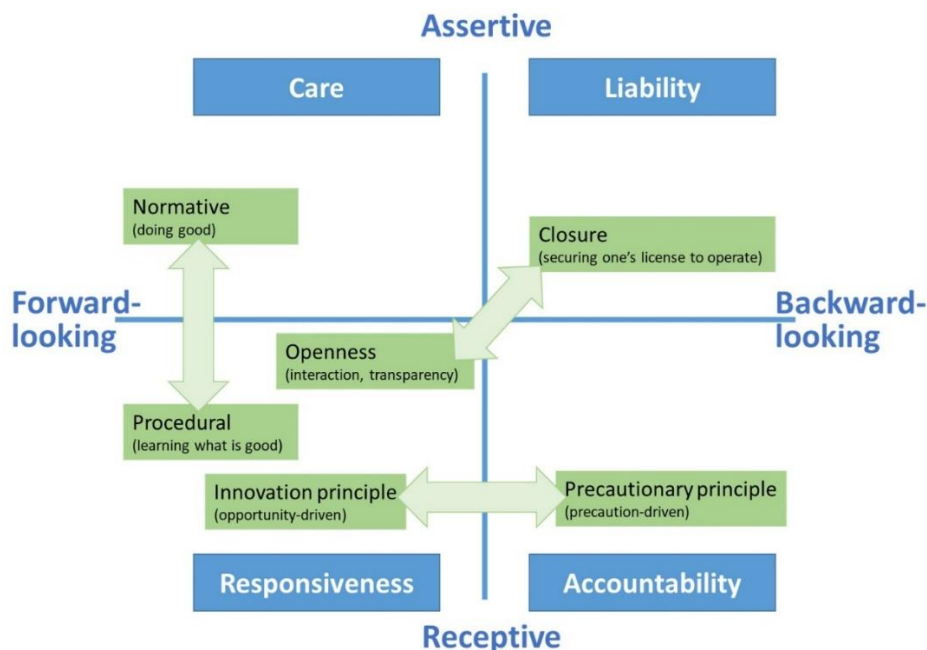 Assertive
Care
Liability
Normative
(doing good)
Closure
(securing one's license to operate)
Forward-
looking
Backward-
looking
Openness
(interaction, transparency)
Procedural
(learning what is good)
Innovation principle
(opportunity-driven)
Precautionary principle
(precaution-driven)
Responsiveness
Accountability
Receptive